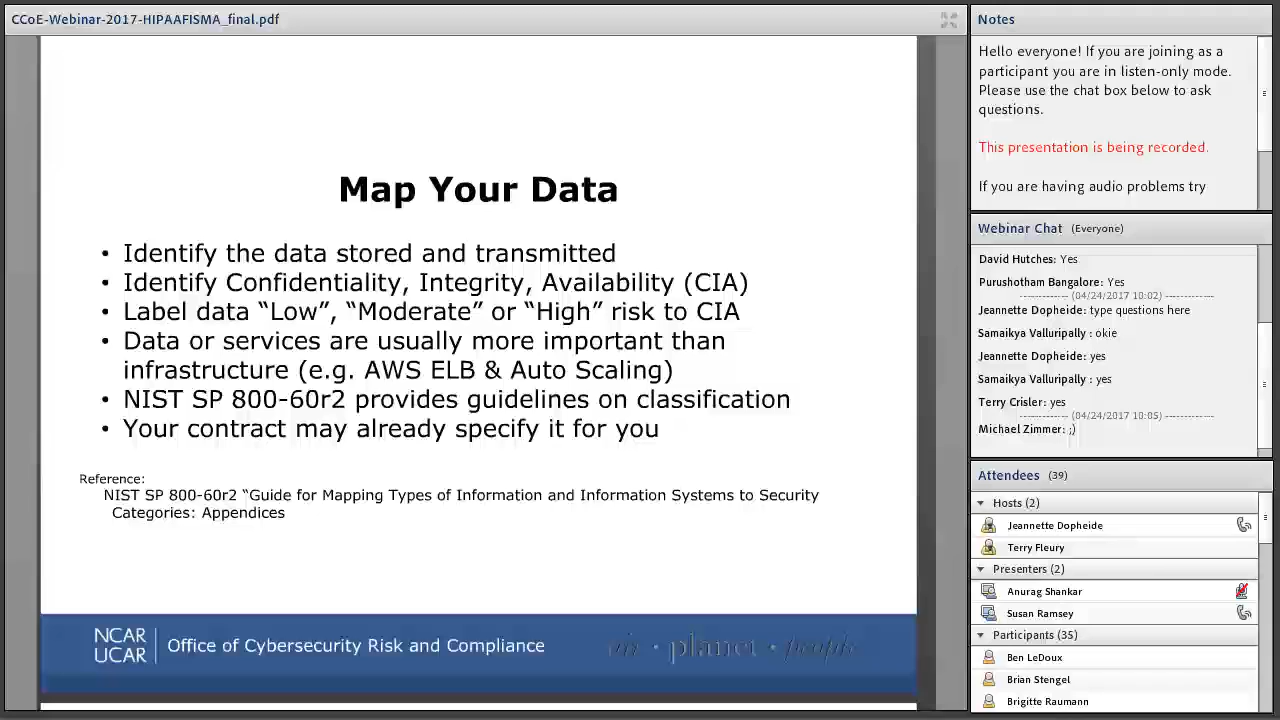 CCoE-Webinar-2017-HIPAAFISMA_final.pdf
Map Your Data
• Identify the data stored and transmitted
• Identify Confidentiality, Integrity, Availability (CIA)
• Label data “Low”, “Moderate” or “High” risk to CIA
• Data or services are usually more important than
infrastructure (e.g. AWS ELB & Auto Scaling)
• NIST SP 800-60r2 provides guidelines on classification
• Your contract may already specify it for you
Reference:
NIST SP 800-60r2 “Guide for Mapping Types of Information and Information Systems to Security
Categories: Appendices
NCAR
UCAR
Office of Cybersecurity Risk and Compliance
air • planet • people
Notes
Hello everyone! If you are joining as a
participant you are in listen-only mode.
Please use the chat box below to ask
questions.
This presentation is being recorded.
If you are having audio problems try
Webinar Chat (Everyone)
David Hutches: Yes
Purushotham Bangalore: Yes
(04/24/2017 10:02)
Jeannette Dopheide: type questions here
Samaikya Valluripally : okie
Jeannette Dopheide: yes
Samaikya Valluripally : yes
Terry Crisler: yes
(04/24/2017 10:05)
Michael Zimmer: ;)
Attendees (39)
Hosts (2)
Jeannette Dopheide
Terry Fleury
Presenters (2)
Anurag Shankar
Susan Ramsey
Participants (35)
Ben LeDoux
Brian Stengel
Brigitte Raumann